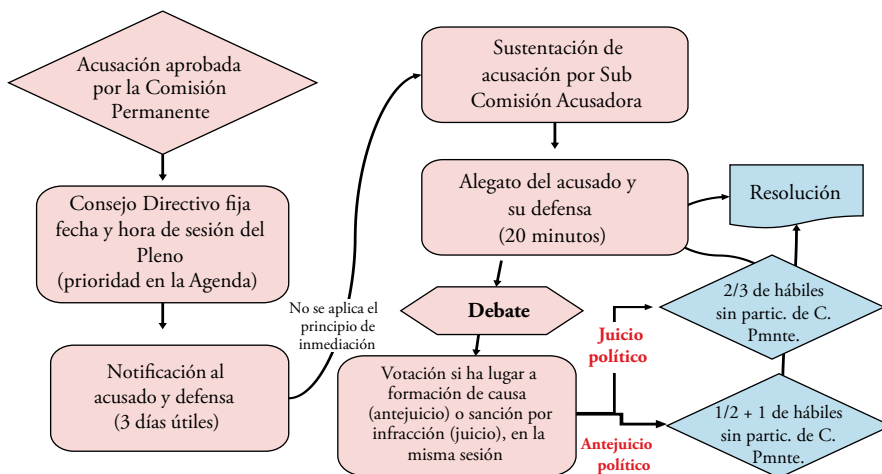 Acusación aprobada
por la Comisión
Permanente
Consejo Directivo fija
fecha y hora de sesión del
Pleno
(prioridad en la Agenda)
Notificación al
acusado y defensa
(3 días útiles)
No se aplica el
principio de
inmediación
Sustentación de
acusación por Sub
Comisión Acusadora
Alegato del acusado y
su defensa
(20 minutos)
Debate
Votación si ha lugar a
formación de causa
(antejuicio) o sanción por
infracción (juicio), en la
misma sesión
Juicio
político
Antejuicio
político
Resolución
2/3 de hábiles
sin partic. de C.
Pmnte.
1/2 + 1 de hábiles
sin partic. de C.
Pmnte.